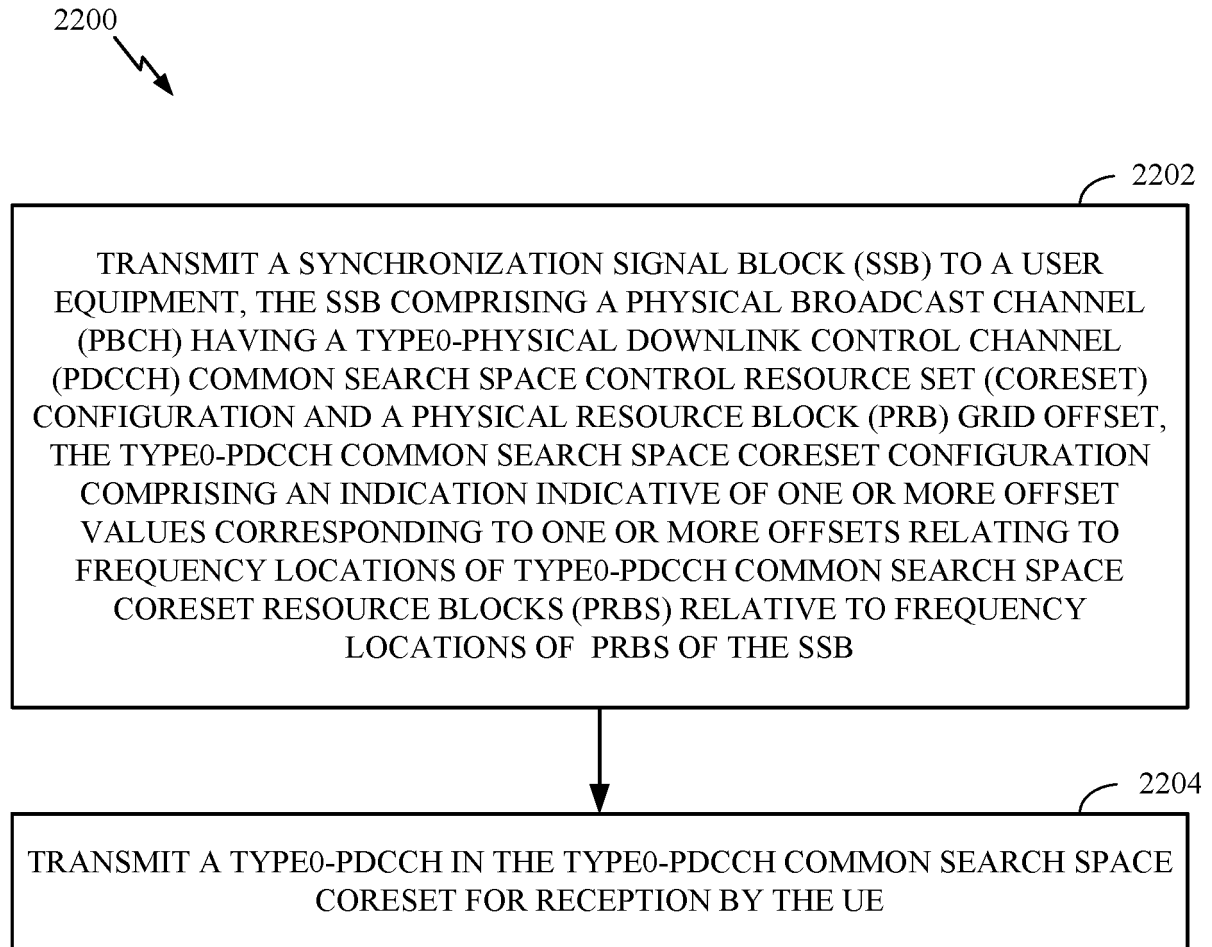 2200
2202
TRANSMIT A SYNCHRONIZATION SIGNAL BLOCK (SSB) TO A USER
EQUIPMENT, THE SSB COMPRISING A PHYSICAL BROADCAST CHANNEL
(PBCH) HAVING A TYPE0-PHYSICAL DOWNLINK CONTROL CHANNEL
(PDCCH) COMMON SEARCH SPACE CONTROL RESOURCE SET (CORESET)
CONFIGURATION AND A PHYSICAL RESOURCE BLOCK (PRB) GRID OFFSET,
THE TYPE0-PDCCH COMMON SEARCH SPACE CORESET CONFIGURATION
COMPRISING AN INDICATION INDICATIVE OF ONE OR MORE OFFSET
VALUES CORRESPONDING TO ONE OR MORE OFFSETS RELATING TO
FREQUENCY LOCATIONS OF TYPE0-PDCCH COMMON SEARCH SPACE
CORESET RESOURCE BLOCKS (PRBS) RELATIVE TO FREQUENCY
LOCATIONS OF PRBS OF THE SSB
2204
TRANSMIT A TYPE0-PDCCH IN THE TYPE0-PDCCH COMMON SEARCH SPACE
CORESET FOR RECEPTION BY THE UE